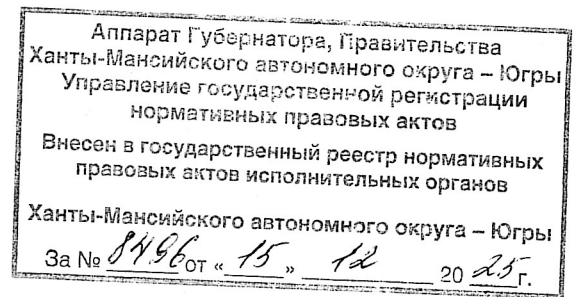 Аппарат Губернатора, Правительства
Ханты-Мансийского автономного округа – Югры
Управление государственной регистрации
нормативных правовых актов
Внесен в государственный реестр нормативных
правовых актов исполнительных органов
Ханты-Мансийского автономного округа – Югры
За № 8496 от « 15 » 12 20 25 г.